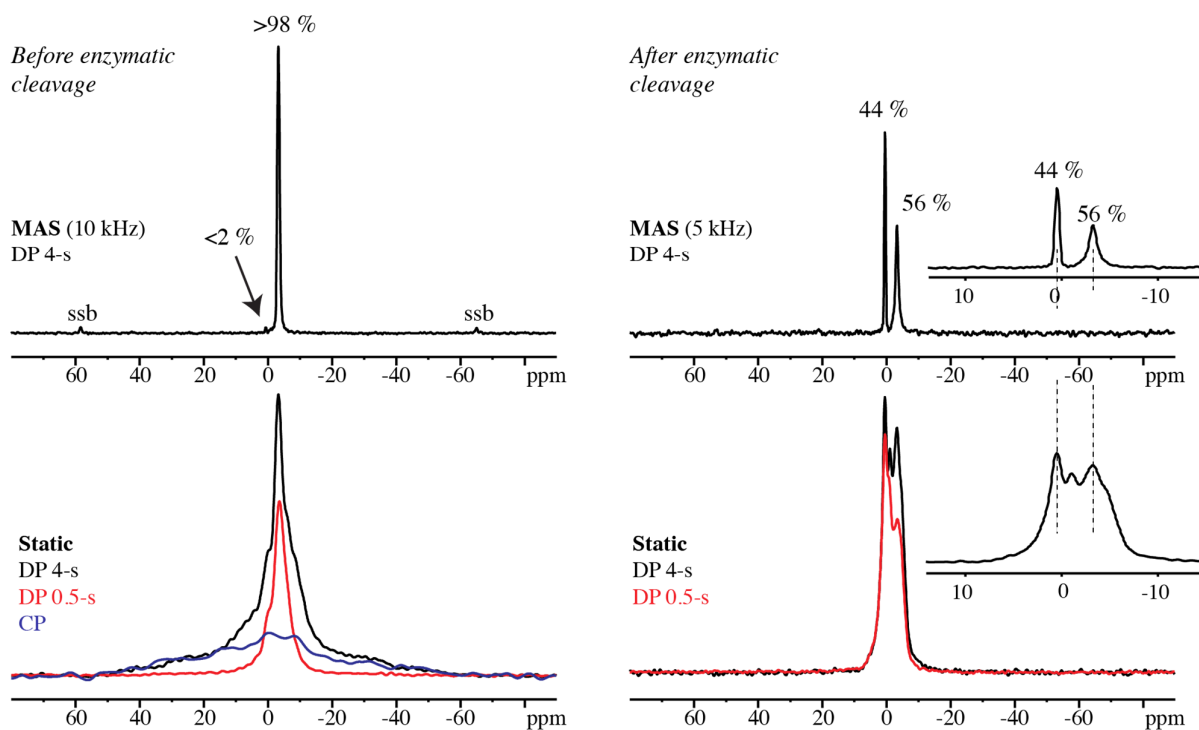 Before enzymatic
cleavage
>98 %
MAS (10 kHz)
DP 4-s
<2 %
ssb
ssb
60 40 20 0 -20 -40 -60 ppm
Static
DP 4-s
DP 0.5-s
CP
60 40 20 0 -20 -40 -60 ppm
After enzymatic
cleavage
44 %
56 %
MAS (5 kHz)
DP 4-s
44 %
56 %
10 0 -10
60 40 20 0 -20 -40 -60 ppm
Static
DP 4-s
DP 0.5-s
10 0 -10
60 40 20 0 -20 -40 -60 ppm